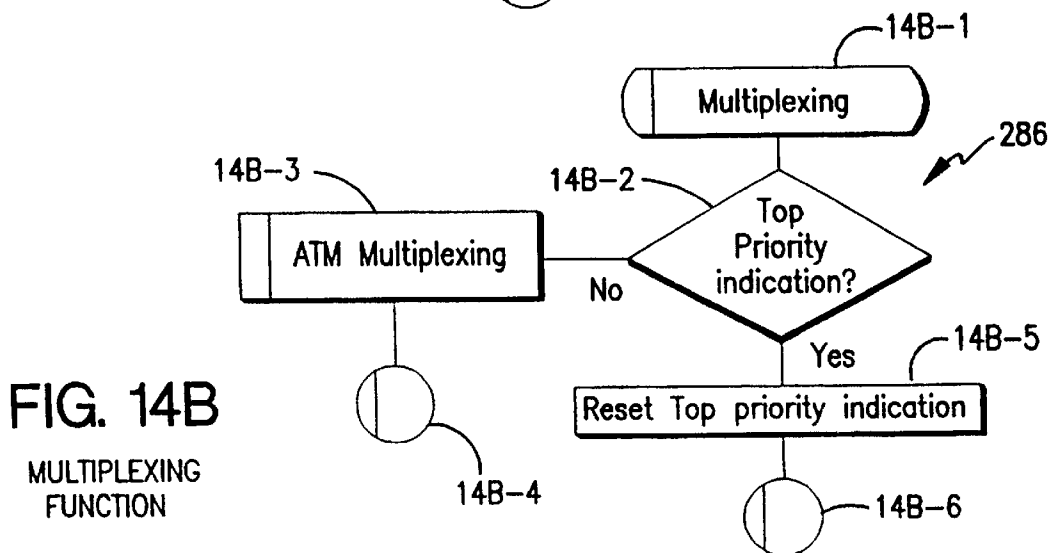 14B-1
Multiplexing
286
14B-3
14B-2
Top
Priority
indication?
ATM Multiplexing
No
Yes
14B-5
Reset Top priority indication
FIG. 14B
MULTIPLEXING
FUNCTION
14B-4
14B-6